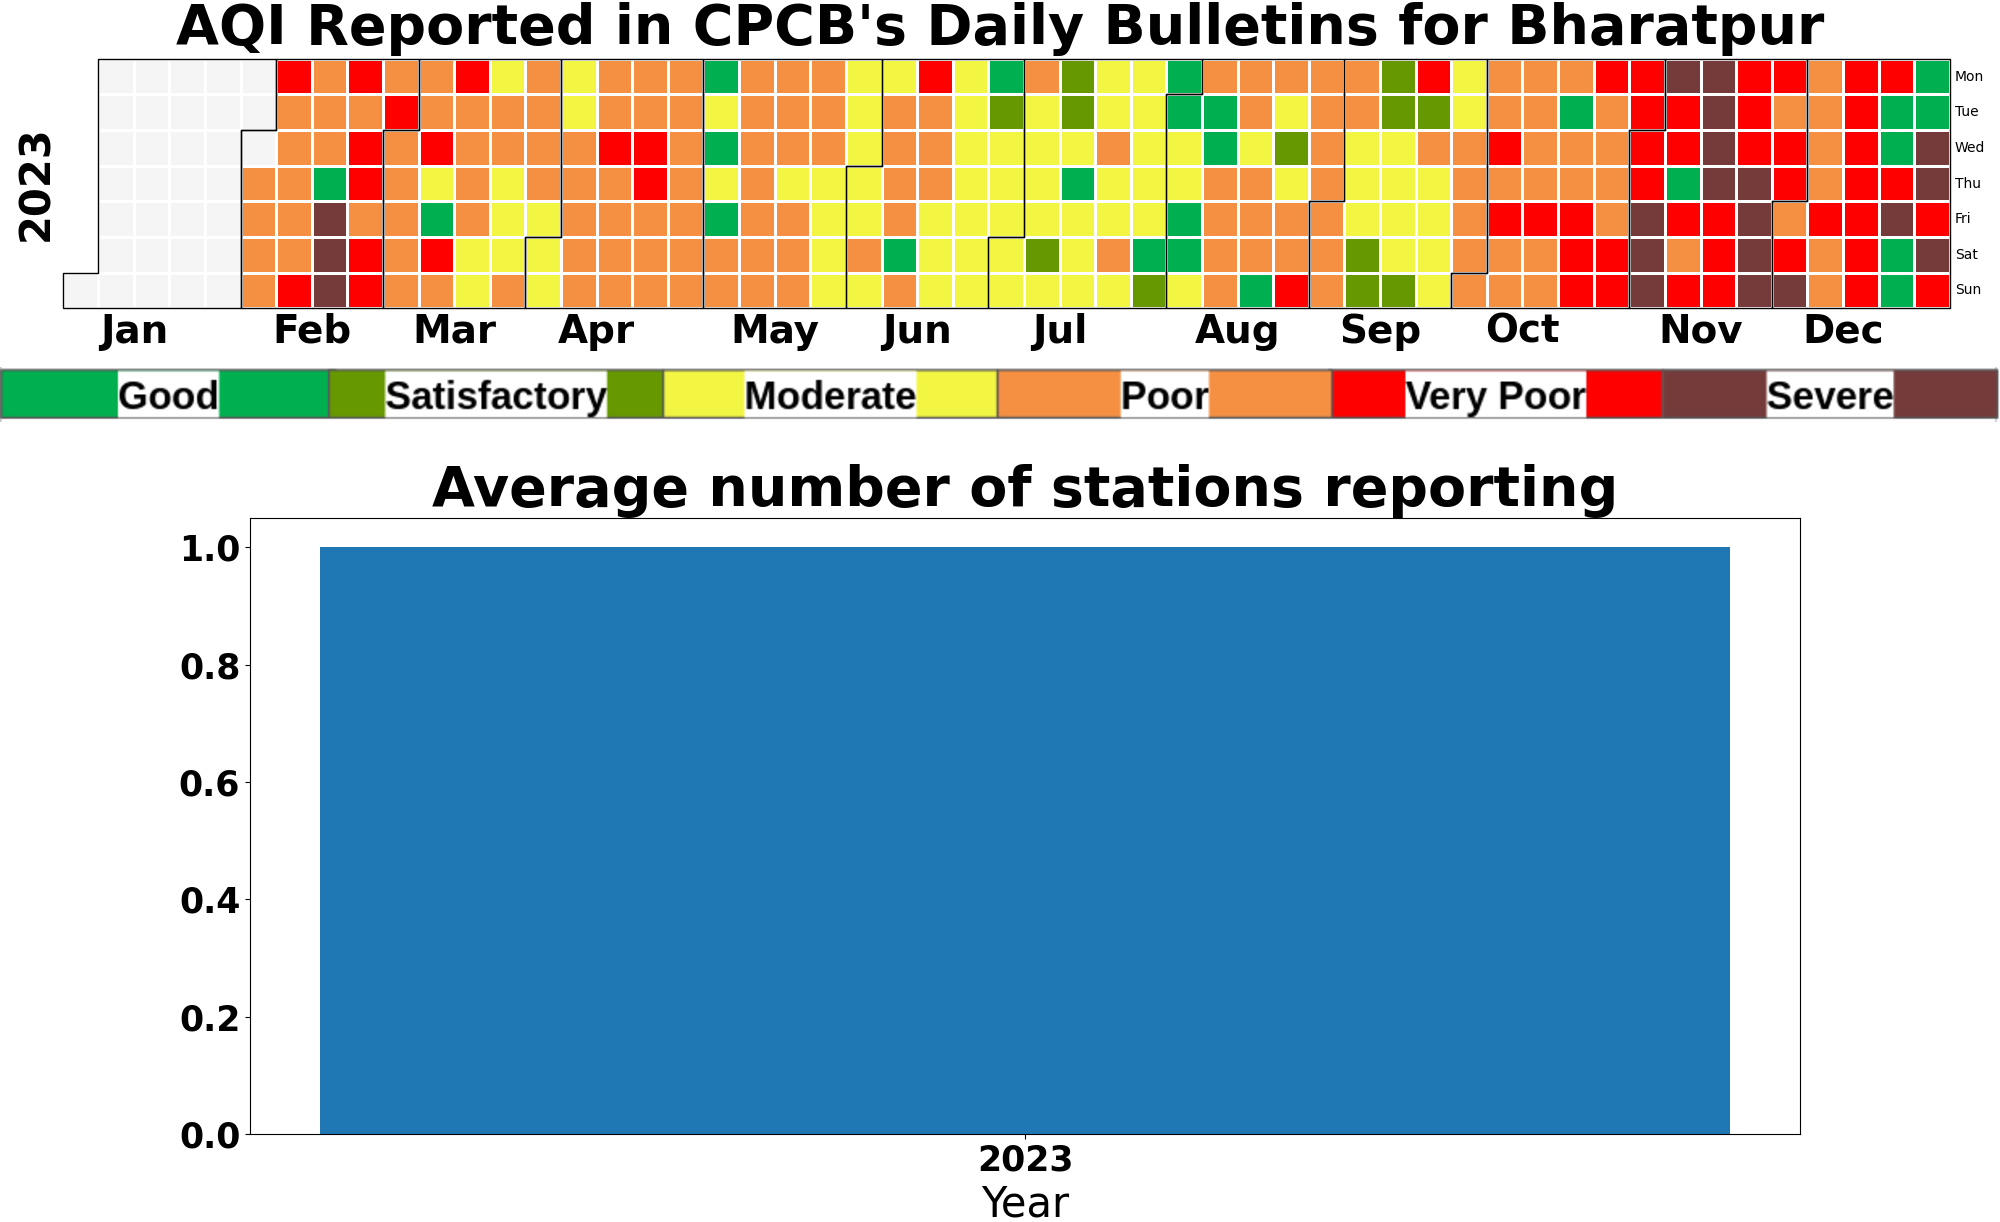 AQI Reported in CPCB's Daily Bulletins for Bharatpur
2023
Mon
Tue
Wed
Thu
Fri
Sat
Sun
Jan Feb Mar Apr May Jun Jul Aug Sep Oct Nov Dec
Good Satisfactory Moderate Poor Very Poor Severe
Average number of stations reporting
1.0
0.8
0.6
0.4
0.2
0.0
2023
Year